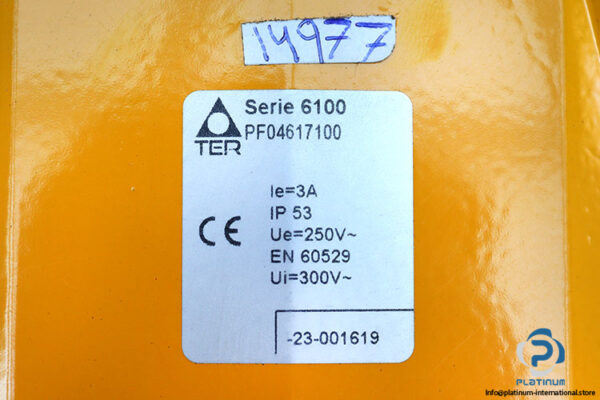 14977
Serie 6100
PF04617100
TER
Ie=3A
IP 53
CE
Ue=250V~
EN 60529
Ui=300V~
-23-001619
PLATINUM
Info@platinum-international.store